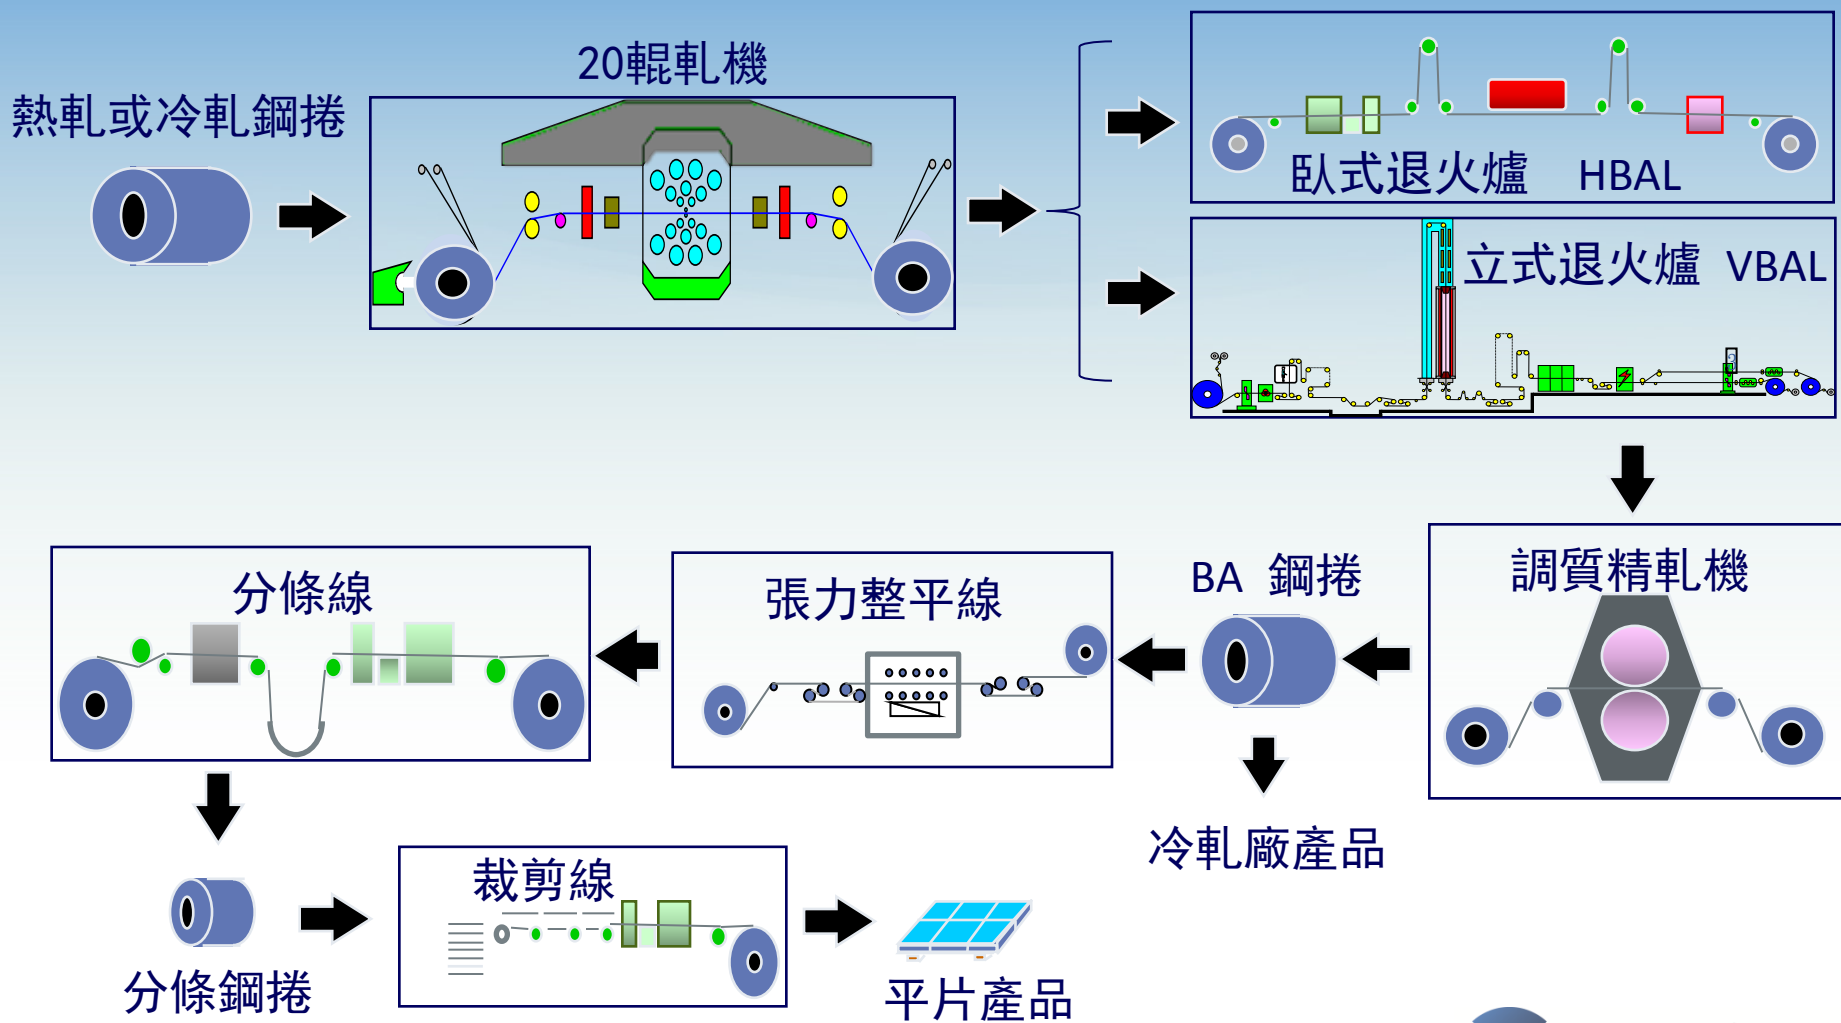 20輥軋機
熱軋或冷軋鋼捲
臥式退火爐 HBAL
立式退火爐 VBAL
調質精軋機
BA 鋼捲
張力整平線
分條線
冷軋廠產品
裁剪線
分條鋼捲
平片產品